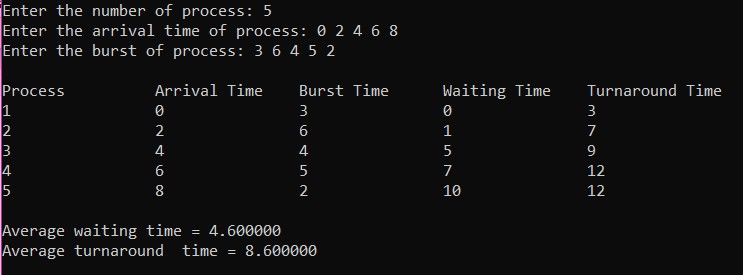 Enter the number of process: 5
Enter the arrival time of process: 0 2 4 6 8
Enter the burst of process: 3 6 4 5 2
Process Arrival Time Burst Time Waiting Time Turnaround Time
1 0 3 0 3
2 2 6 1 7
3 4 4 5 9
4 6 5 7 12
5 8 2 10 12
Average waiting time = 4.600000
Average turnaround  time = 8.600000